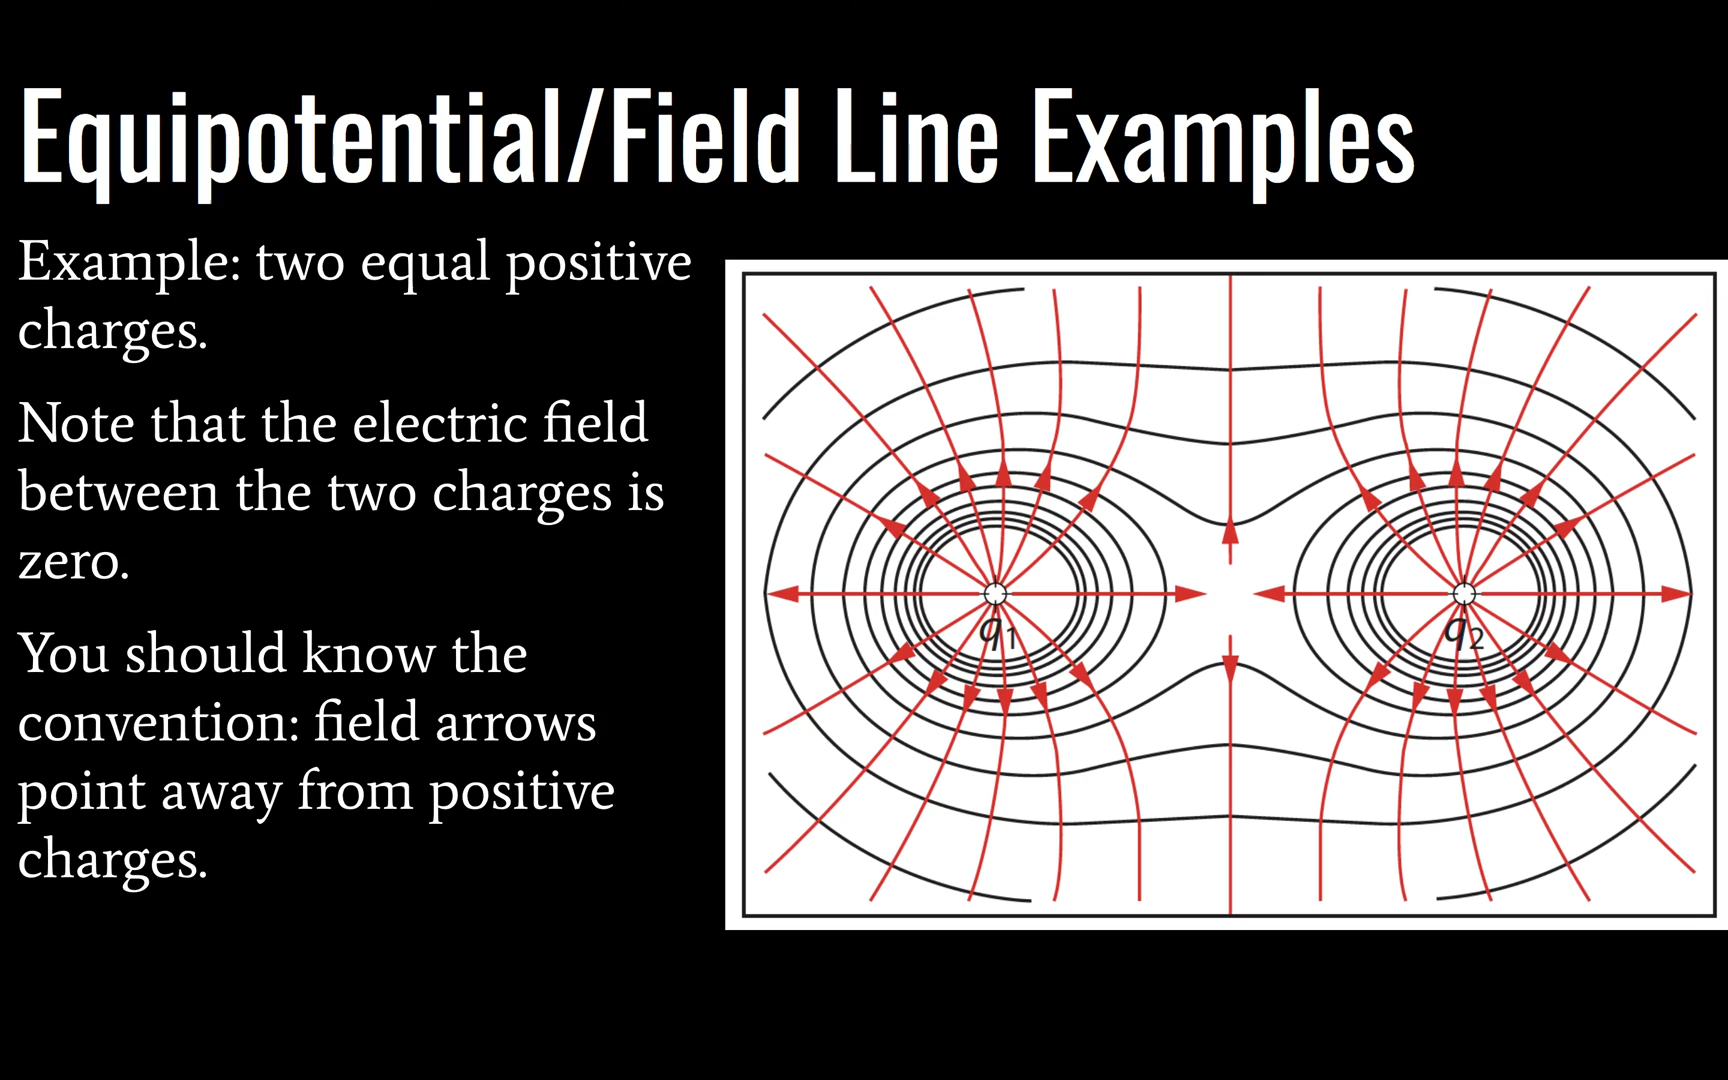 Equipotential/Field Line Examples
Example: two equal positive
charges.
Note that the electric field
between the two charges is
zero.
You should know the
convention: field arrows
point away from positive
charges.
q₁
q₂